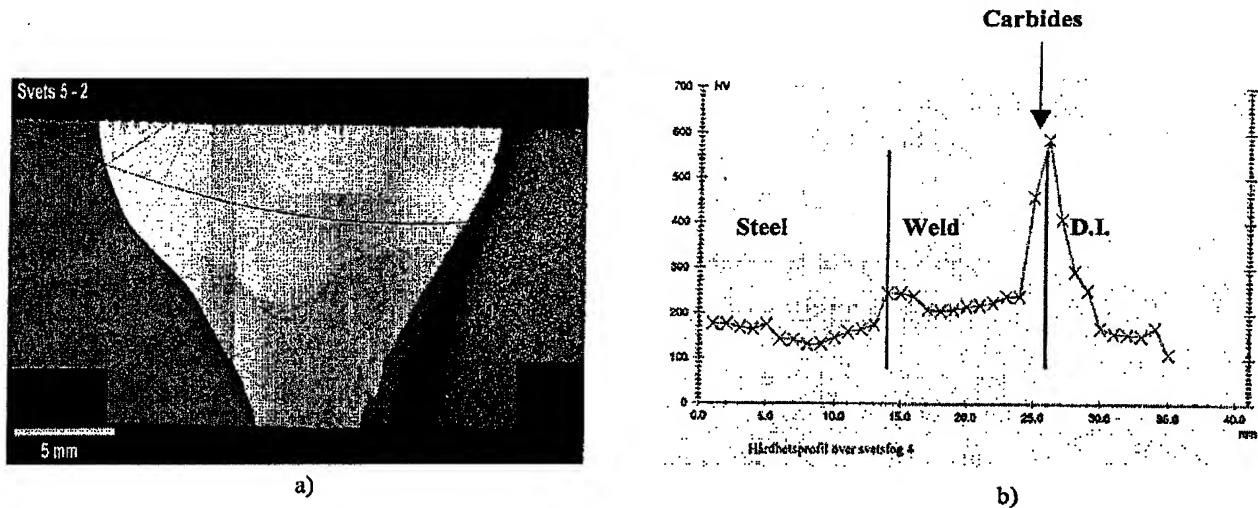 Carbides
Svets 5 - 2
5 mm
a)
700
600
500
400
300
200
100
0
HV
Steel
Weld
D.I.
0.0
5.0
10.0
15.0
20.0
25.0
30.0
35.0
40.0
mm
Hårdhetsprofil över svetsfog 4
b)